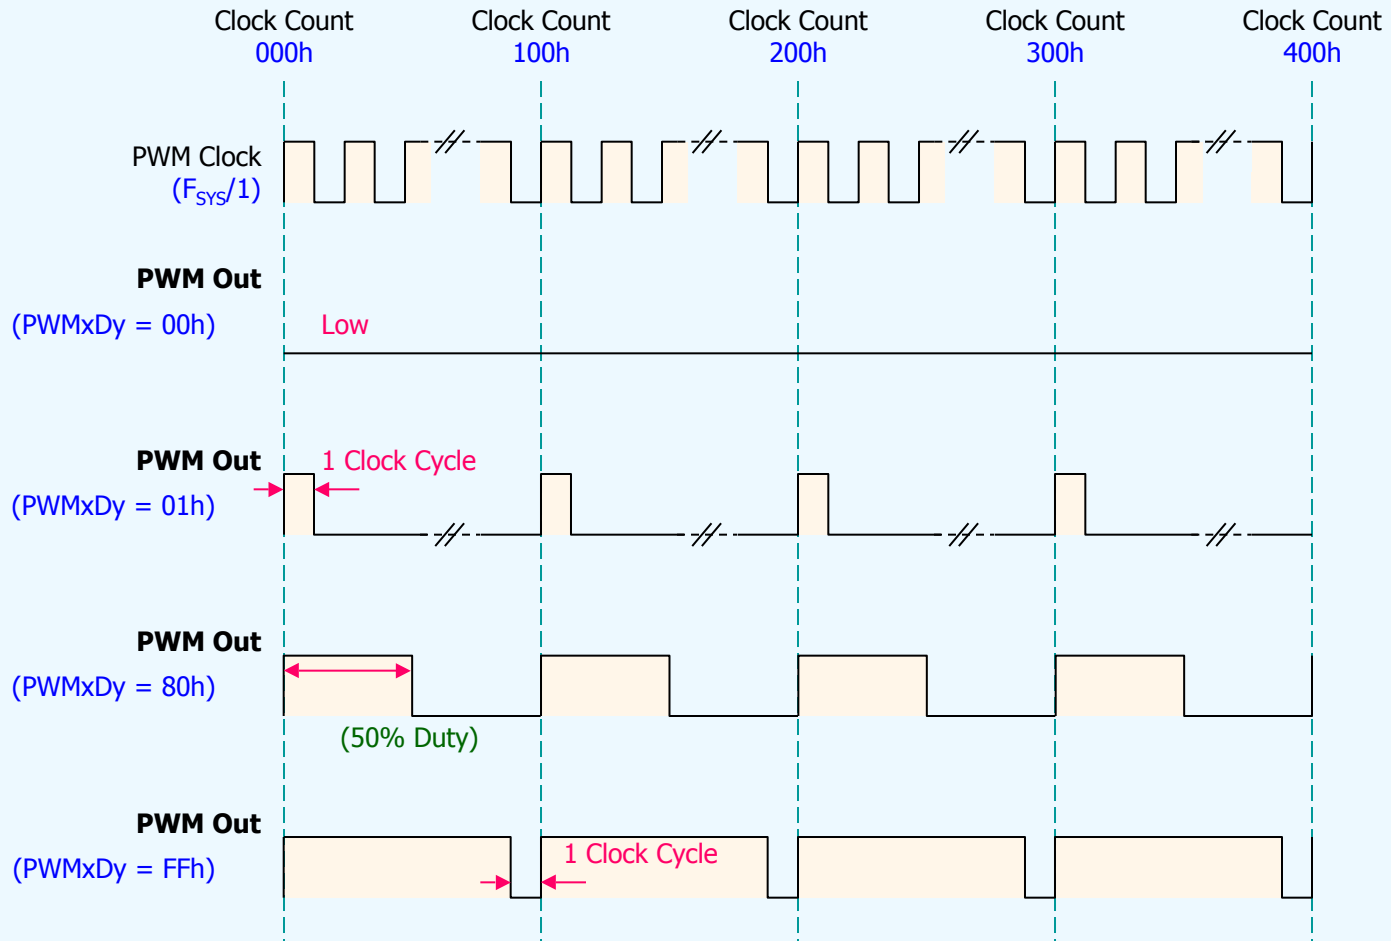 Clock Count Clock Count Clock Count Clock Count Clock Count
000h 100h 200h 300h 400h
PWM Clock
(FSYS/1)
PWM Out
(PWMxDy = 00h) Low
PWM Out 1 Clock Cycle
(PWMxDy = 01h)
PWM Out
(PWMxDy = 80h)
(50% Duty)
PWM Out
1 Clock Cycle
(PWMxDy = FFh)